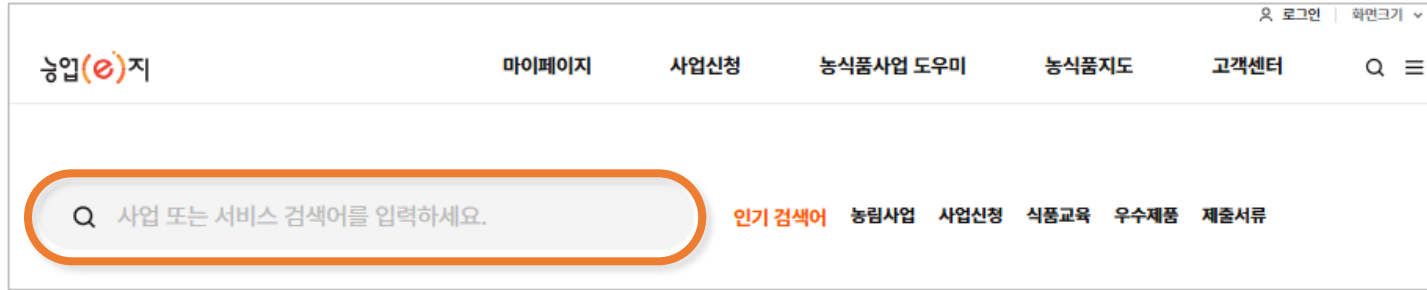 로그인 화면크기
농업(e)지 마이페이지 사업신청 농식품사업 도우미 농식품지도 고객센터
사업 또는 서비스 검색어를 입력하세요. 인기 검색어 농림사업 사업신청 식품교육 우수제품 제출서류